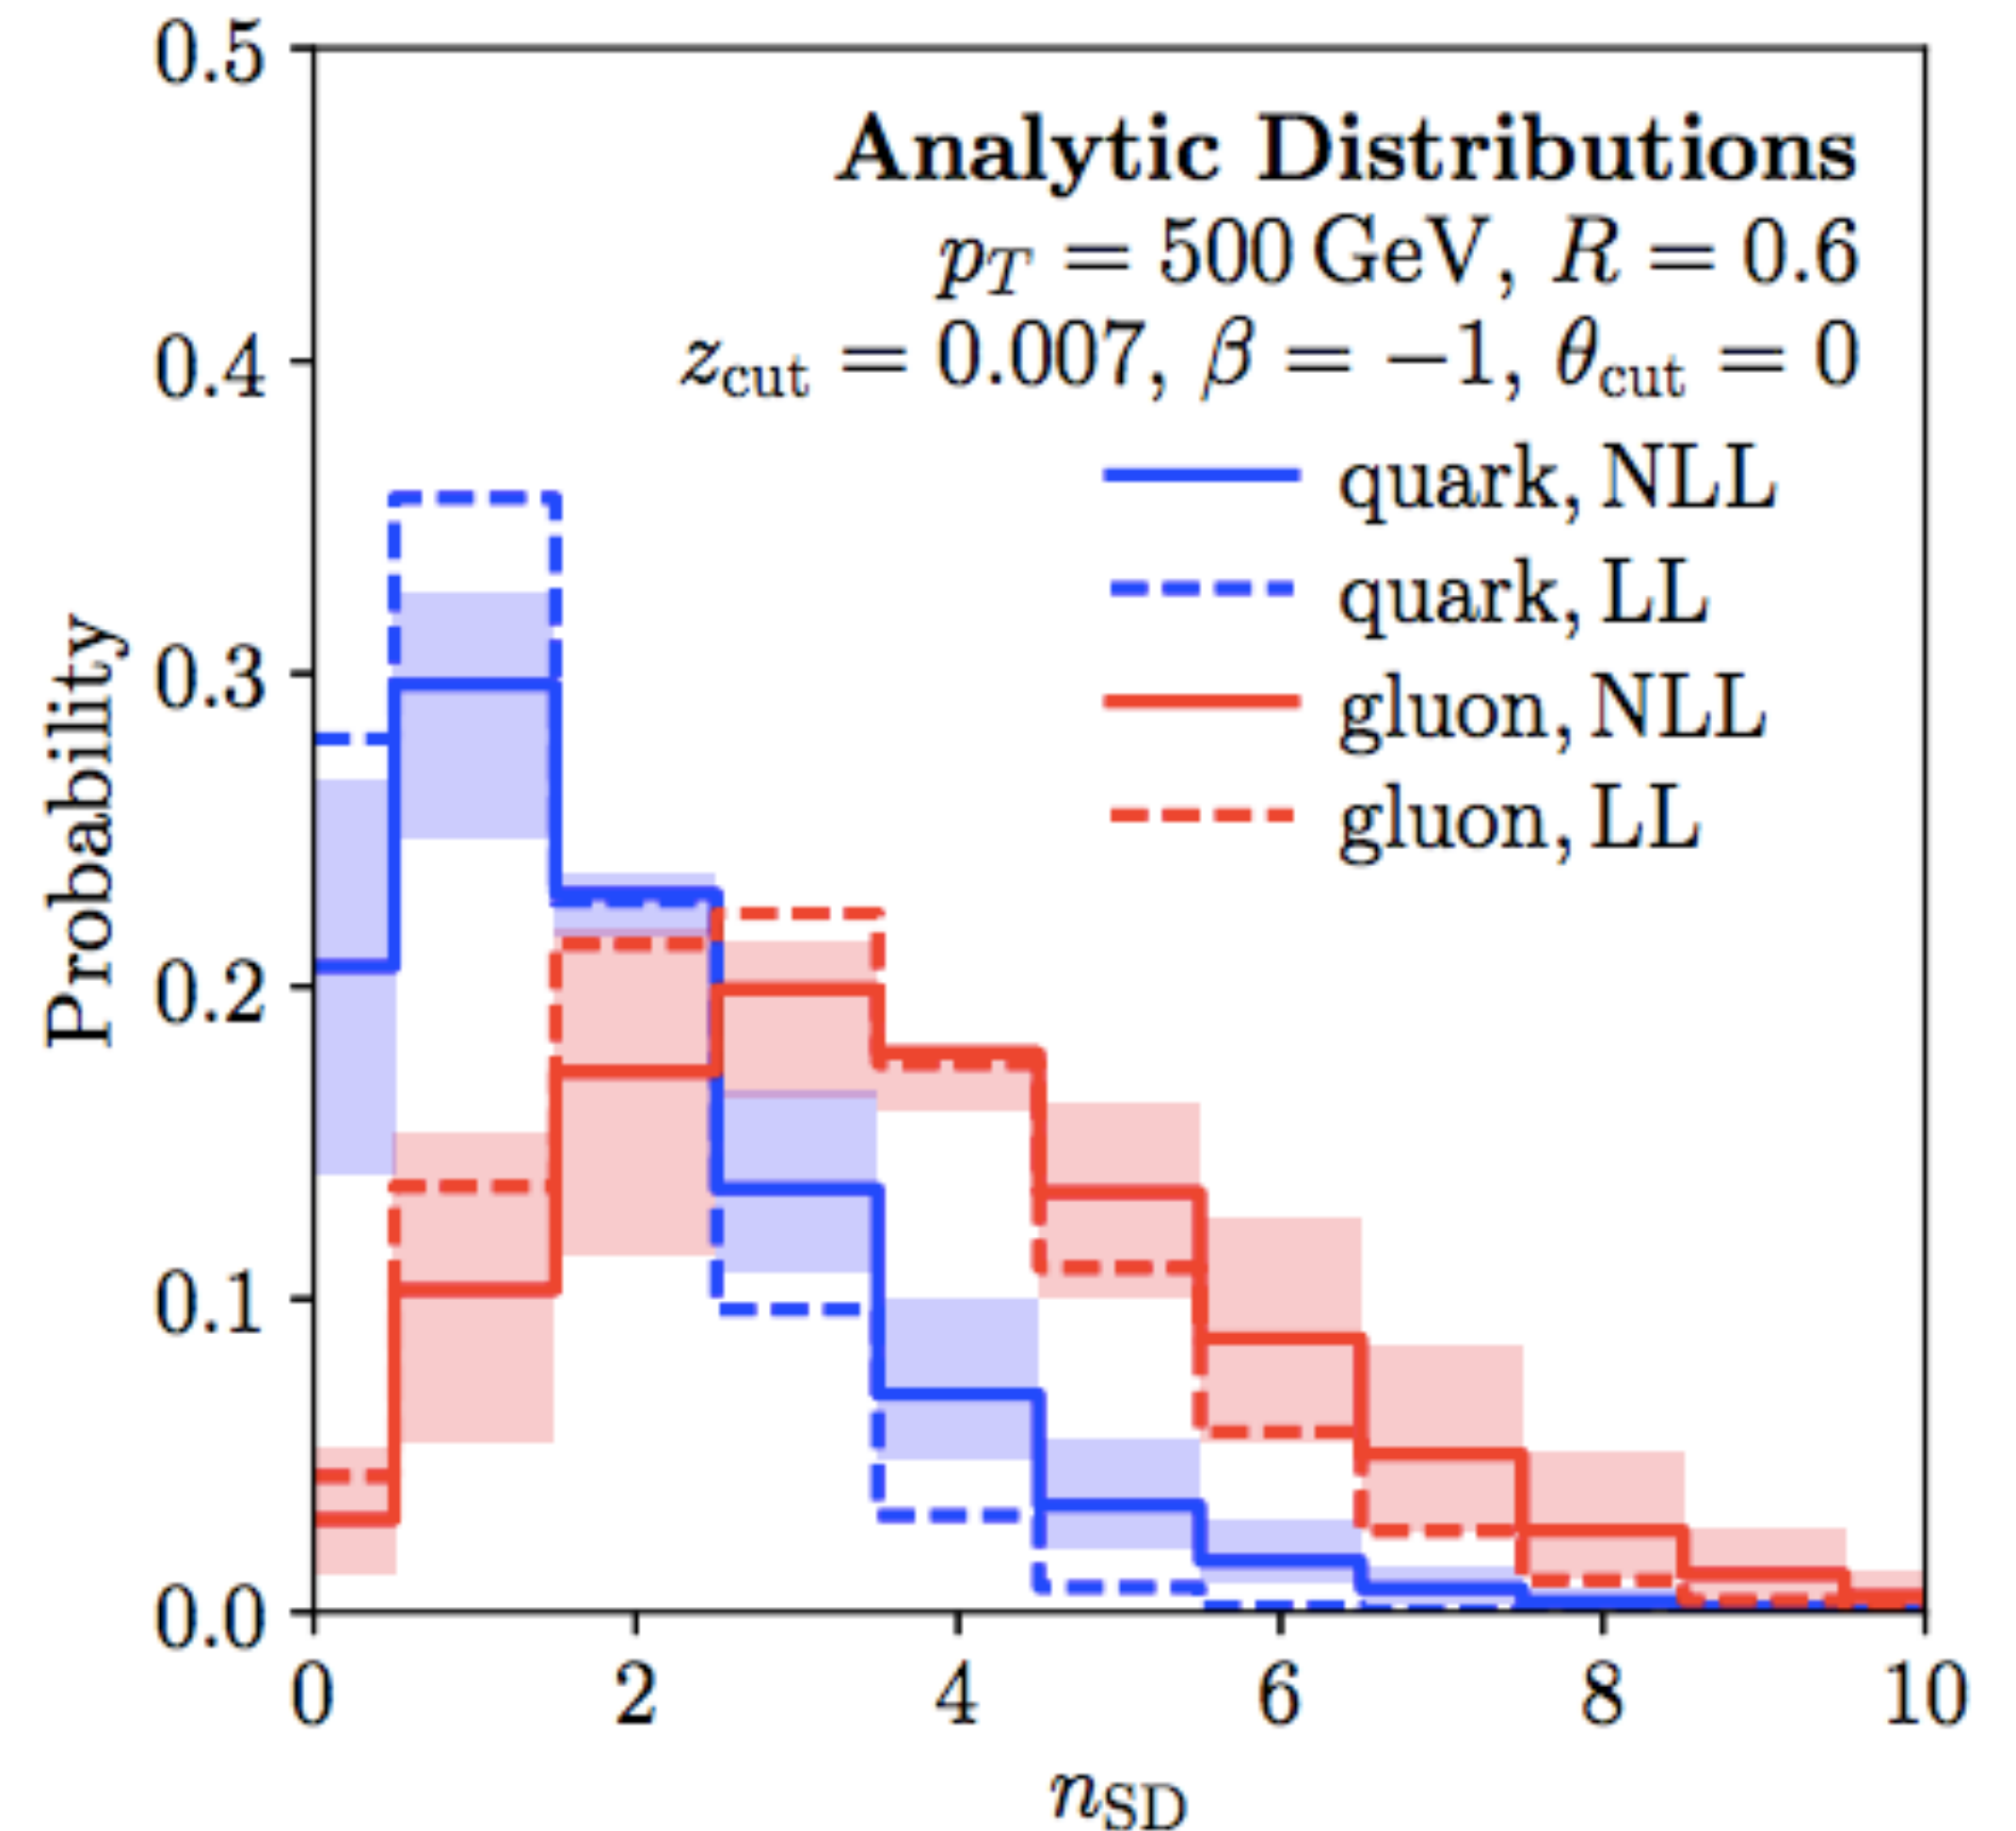 0.5
0.4
0.3
0.2
0.1
0.0
Probability
Analytic Distributions
p_T = 500 GeV, R = 0.6
z_cut = 0.007, β = −1, θ_cut = 0
quark, NLL
quark, LL
gluon, NLL
gluon, LL
0 2 4 6 8 10
n_SD